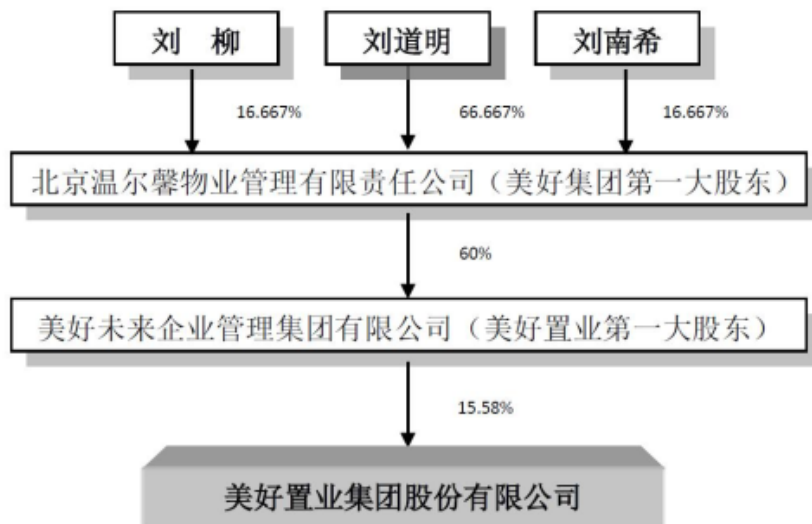 刘 柳
刘道明
刘南希
16.667%
66.667%
16.667%
北京温尔馨物业管理有限责任公司（美好集团第一大股东）
60%
美好未来企业管理集团有限公司（美好置业第一大股东）
15.58%
美好置业集团股份有限公司